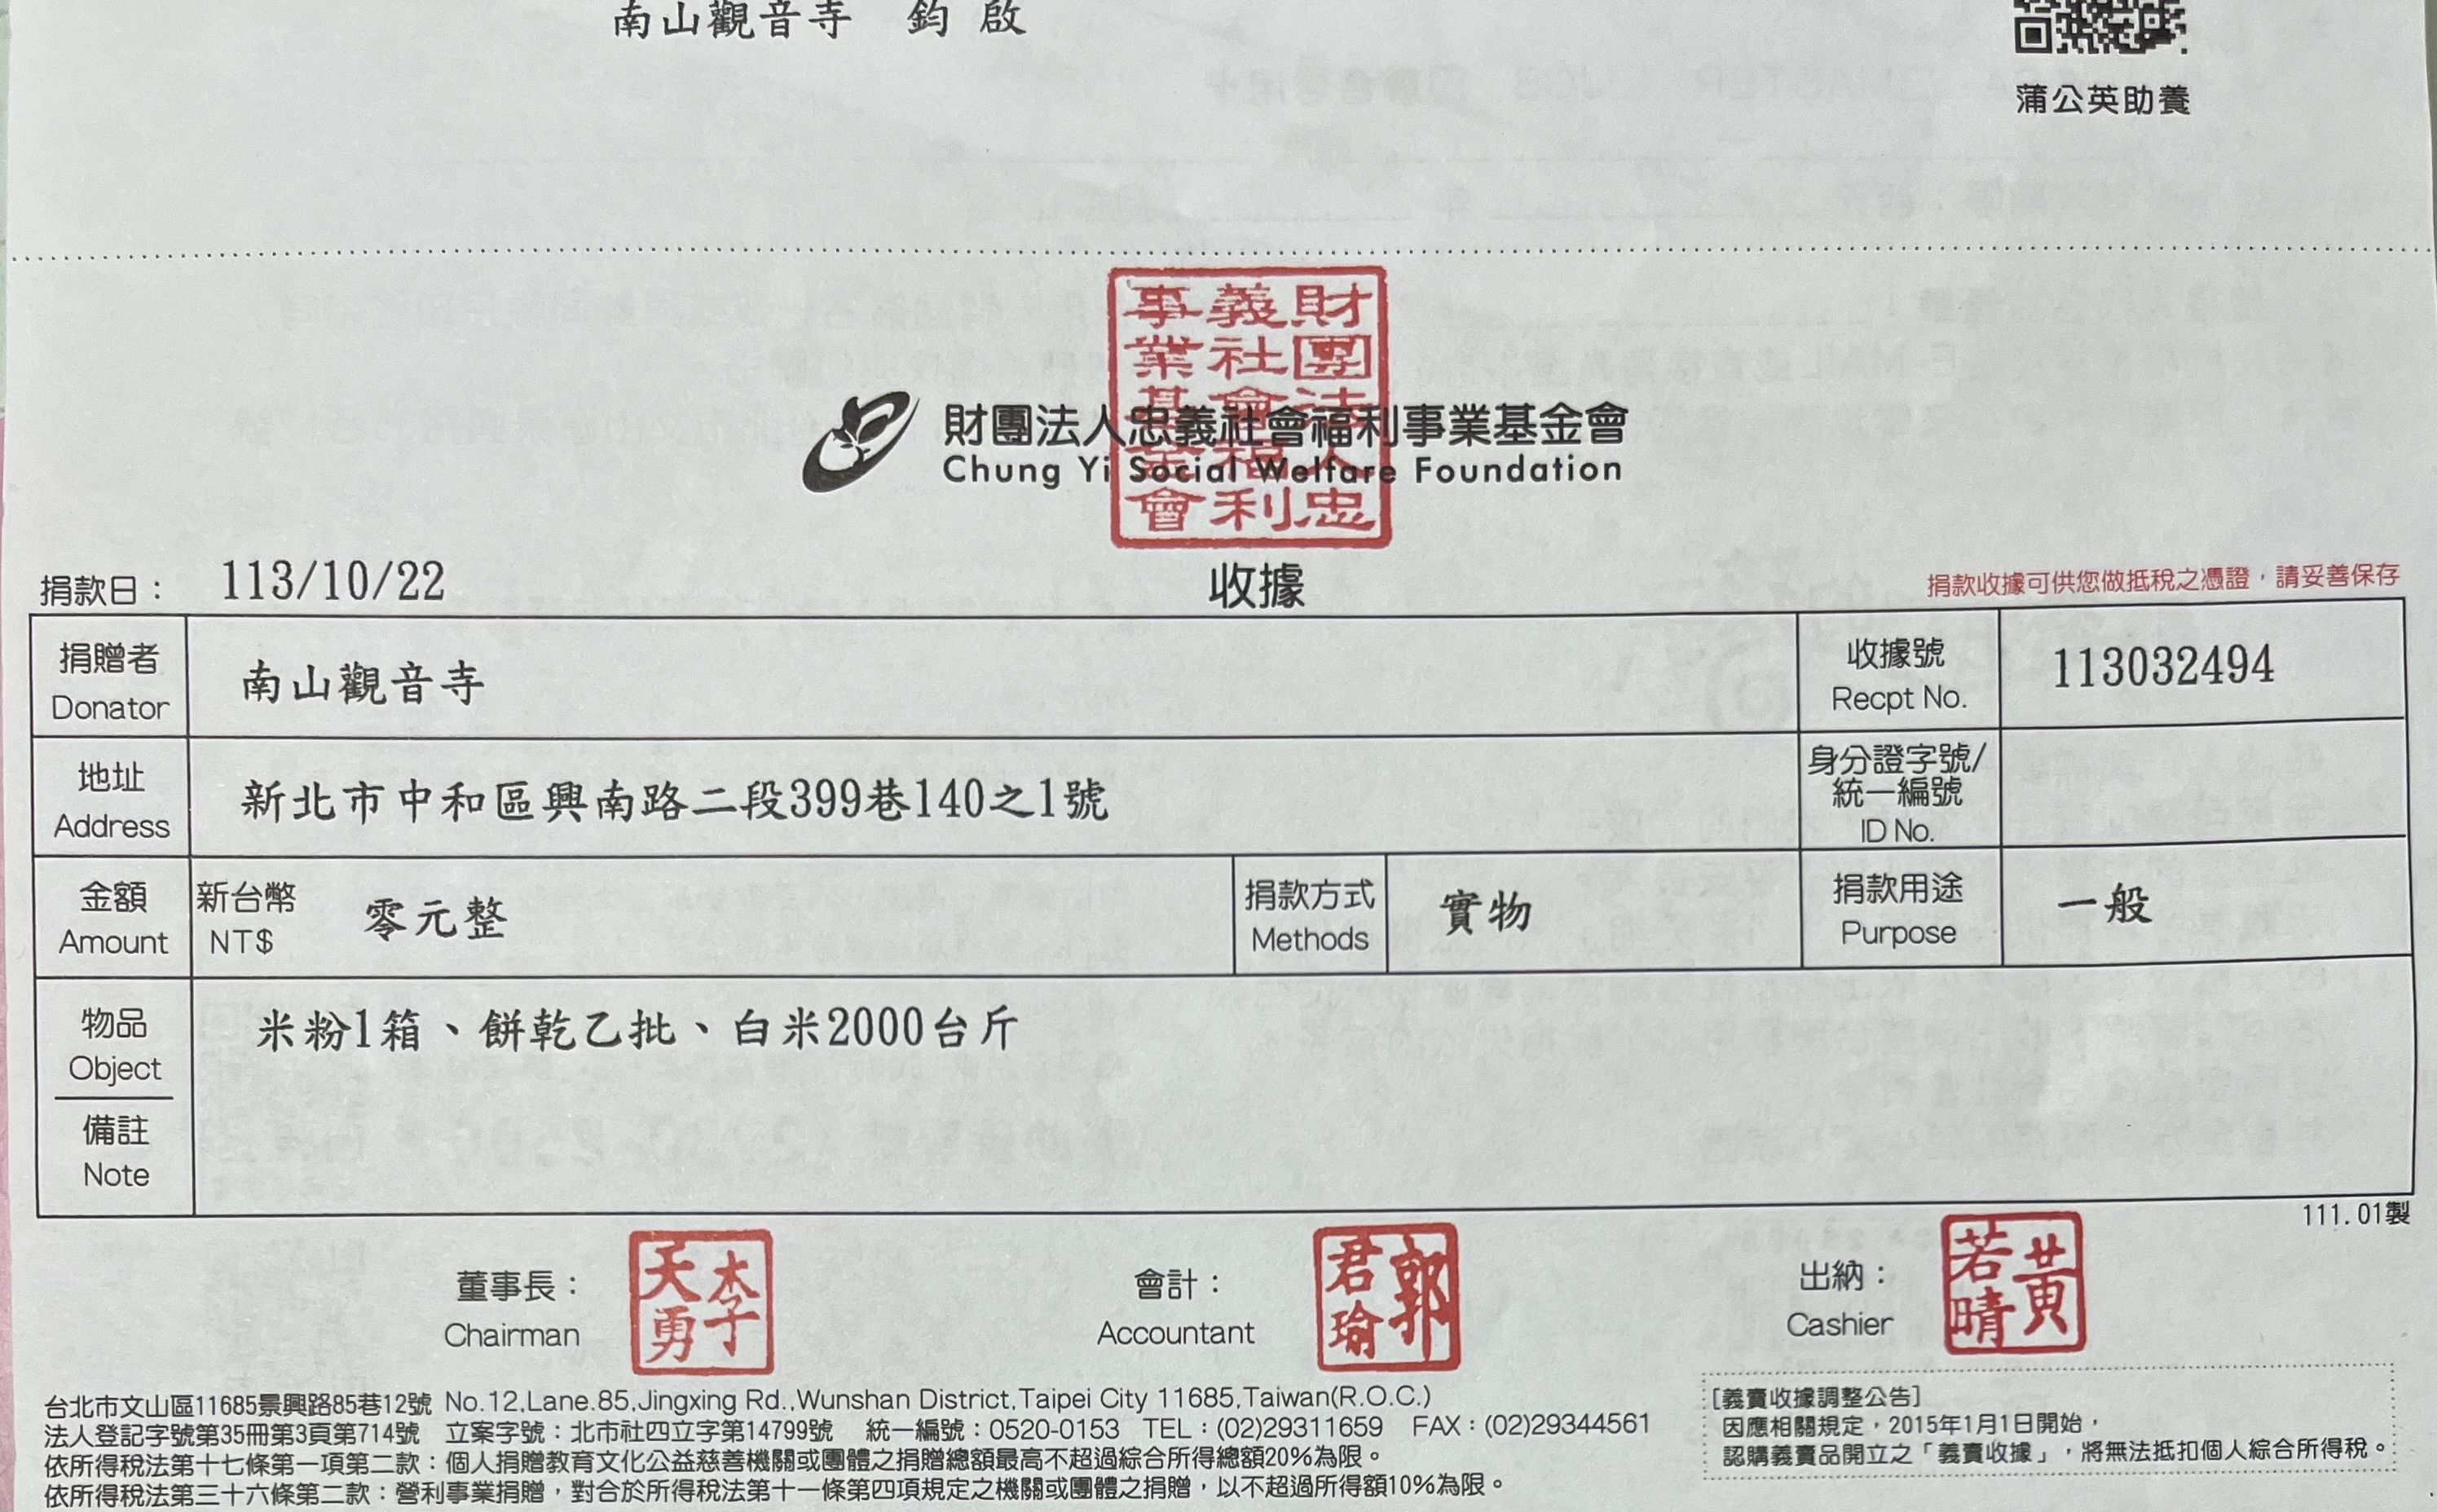 南山觀音寺 鈞 啟
蒲公英助養
財團法人忠義社會福利事業基金會
財團法人忠義社會福利事業基金會
Chung Yi Social Welfare Foundation
捐款日： 113/10/22
收據
捐款收據可供您做抵稅之憑證，請妥善保存
捐贈者 Donator
南山觀音寺
收據號 Recpt No.
113032494
地址 Address
新北市中和區興南路二段399巷140之1號
身分證字號/
統一編號
ID No.
金額 Amount
新台幣 NT$
零元整
捐款方式 Methods
實物
捐款用途 Purpose
一般
物品 Object
米粉1箱、餅乾乙批、白米2000台斤
備註 Note
111.01製
董事長： Chairman
李天勇
會計： Accountant
郭君瑜
出納： Cashier
黃若晴
台北市文山區11685景興路85巷12號 No.12,Lane.85,Jingxing Rd.,Wunshan District,Taipei City 11685,Taiwan(R.O.C.)
法人登記字號第35冊第3頁第714號 立案字號：北市社四立字第14799號 統一編號：0520-0153 TEL：(02)29311659 FAX：(02)29344561
依所得稅法第十七條第一項第二款：個人捐贈教育文化公益慈善機關或團體之捐贈總額最高不超過綜合所得總額20%為限。
依所得稅法第三十六條第二款：營利事業捐贈，對合於所得稅法第十一條第四項規定之機關或團體之捐贈，以不超過所得額10%為限。
[義賣收據調整公告]
因應相關規定，2015年1月1日開始，
認購義賣品開立之「義賣收據」，將無法抵扣個人綜合所得稅。